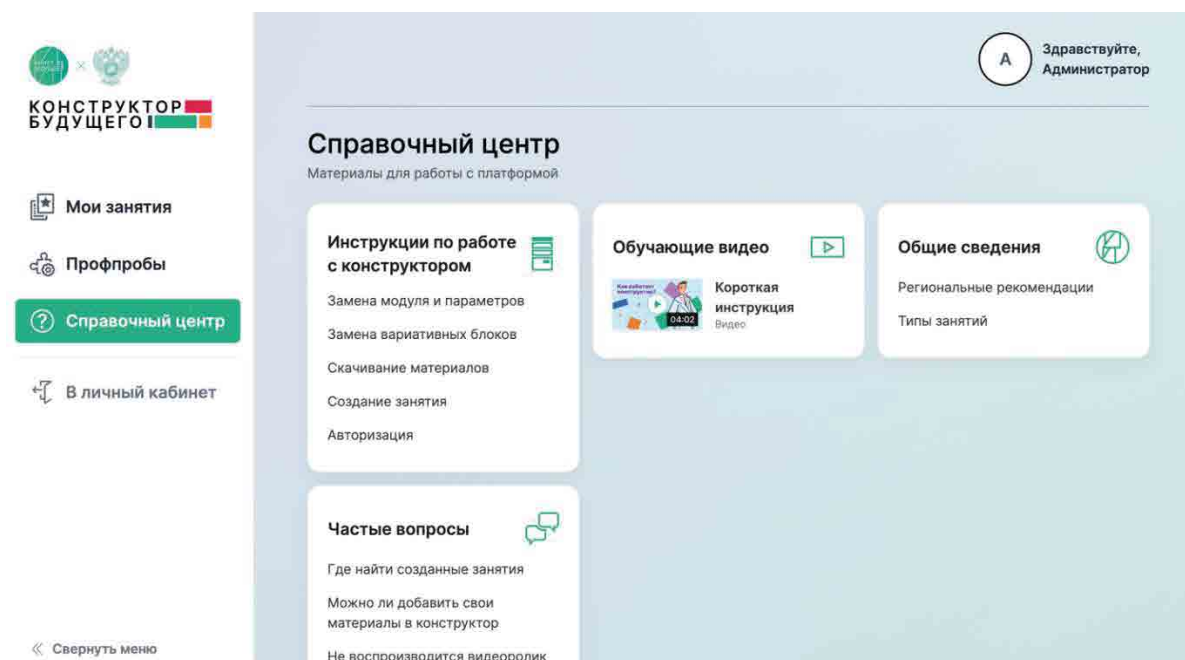 КОНСТРУКТОР
БУДУЩЕГО
Мои занятия
Профпробы
Справочный центр
В личный кабинет
Свернуть меню
А
Здравствуйте,
Администратор
Справочный центр
Материалы для работы с платформой
Инструкции по работе
с конструктором
Замена модуля и параметров
Замена вариативных блоков
Скачивание материалов
Создание занятия
Авторизация
Обучающие видео
04:02
Короткая
инструкция
Видео
Общие сведения
Региональные рекомендации
Типы занятий
Частые вопросы
Где найти созданные занятия
Можно ли добавить свои
материалы в конструктор
Не воспроизводится видеоролик